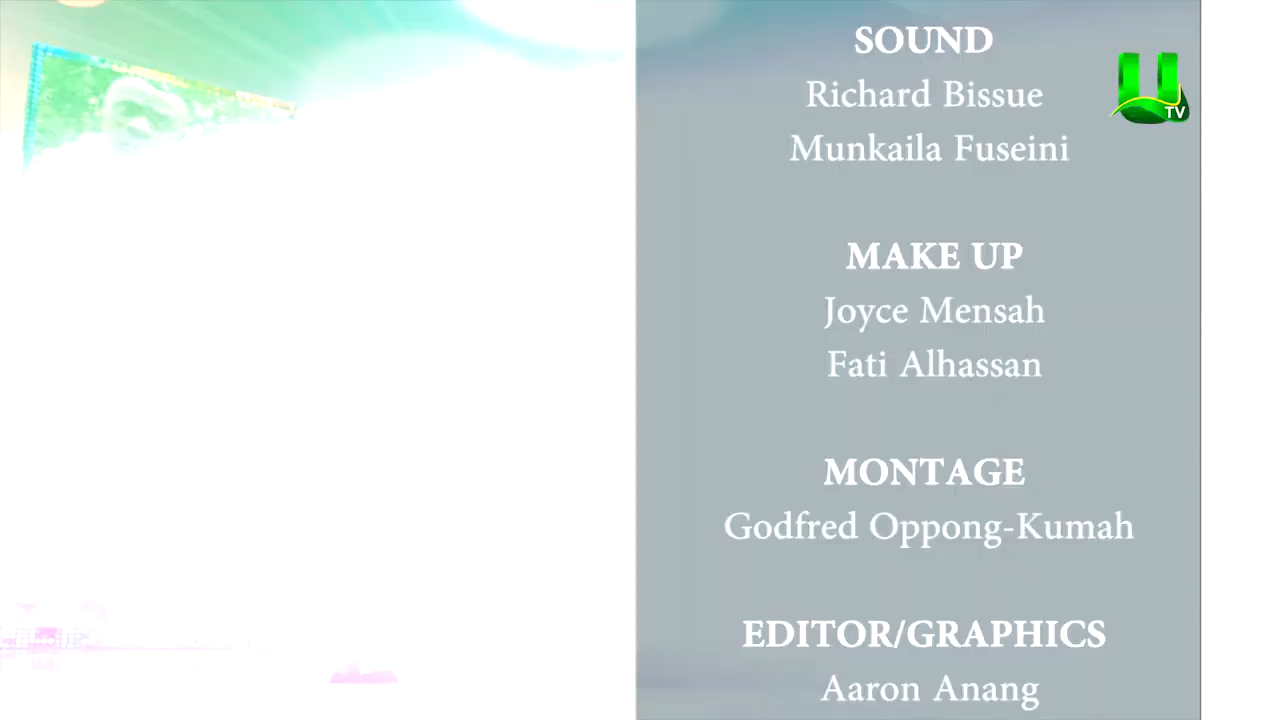 SOUND
Richard Bissue
Munkaila Fuseini
MAKE UP
Joyce Mensah
Fati Alhassan
MONTAGE
Godfred Oppong-Kumah
EDITOR/GRAPHICS
Aaron Anang
U
TV